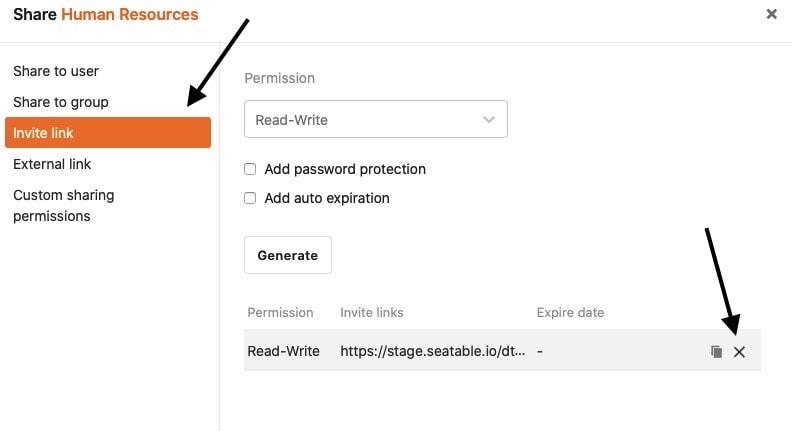 Share Human Resources
Share to user
Share to group
Invite link
External link
Custom sharing
permissions
Permission
Read-Write
Add password protection
Add auto expiration
Generate
Permission Invite links Expire date
Read-Write https://stage.seatable.io/dt... -